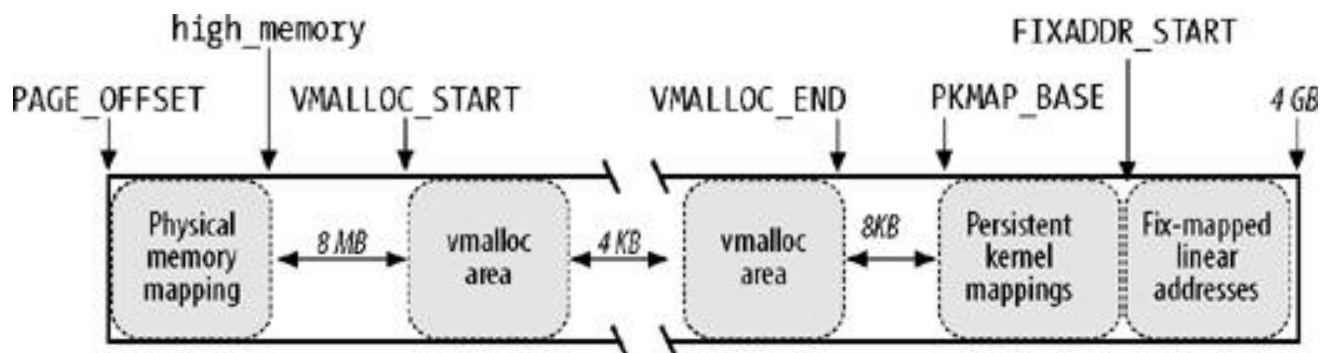 high_memory
FIXADDR_START
PAGE_OFFSET
VMALLOC_START
VMALLOC_END
PKMAP_BASE
4 GB
Physical
memory
mapping
8 MB
vmalloc
area
4 KB
vmalloc
area
8KB
Persistent
kernel
mappings
Fix-mapped
linear
addresses